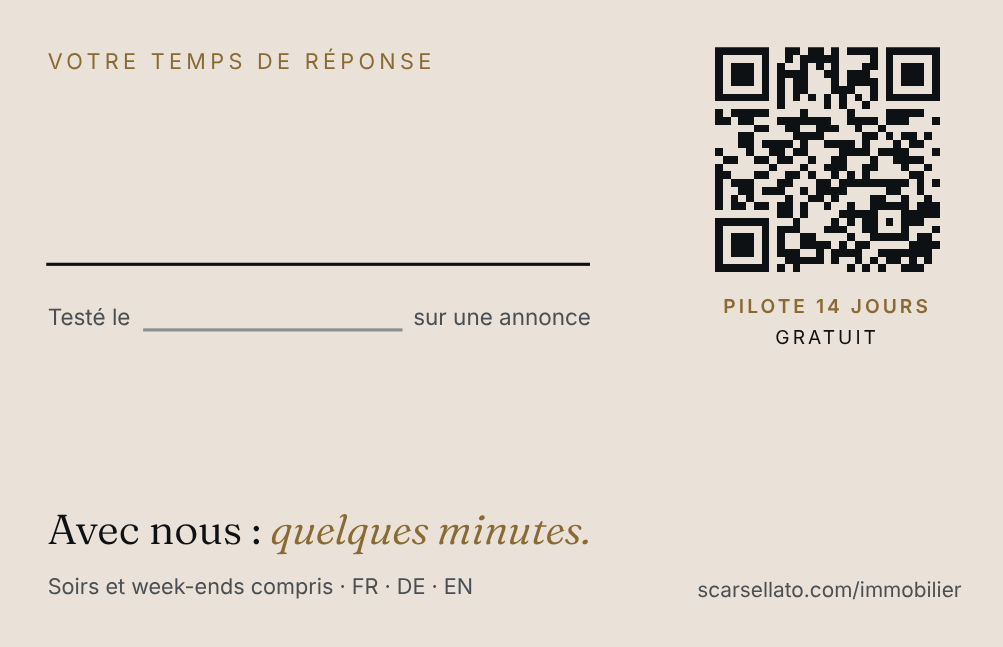 VOTRE TEMPS DE RÉPONSE
Testé le ____________________ sur une annonce
PILOTE 14 JOURS
GRATUIT
Avec nous : quelques minutes.
Soirs et week-ends compris · FR · DE · EN
scarsellato.com/immobilier